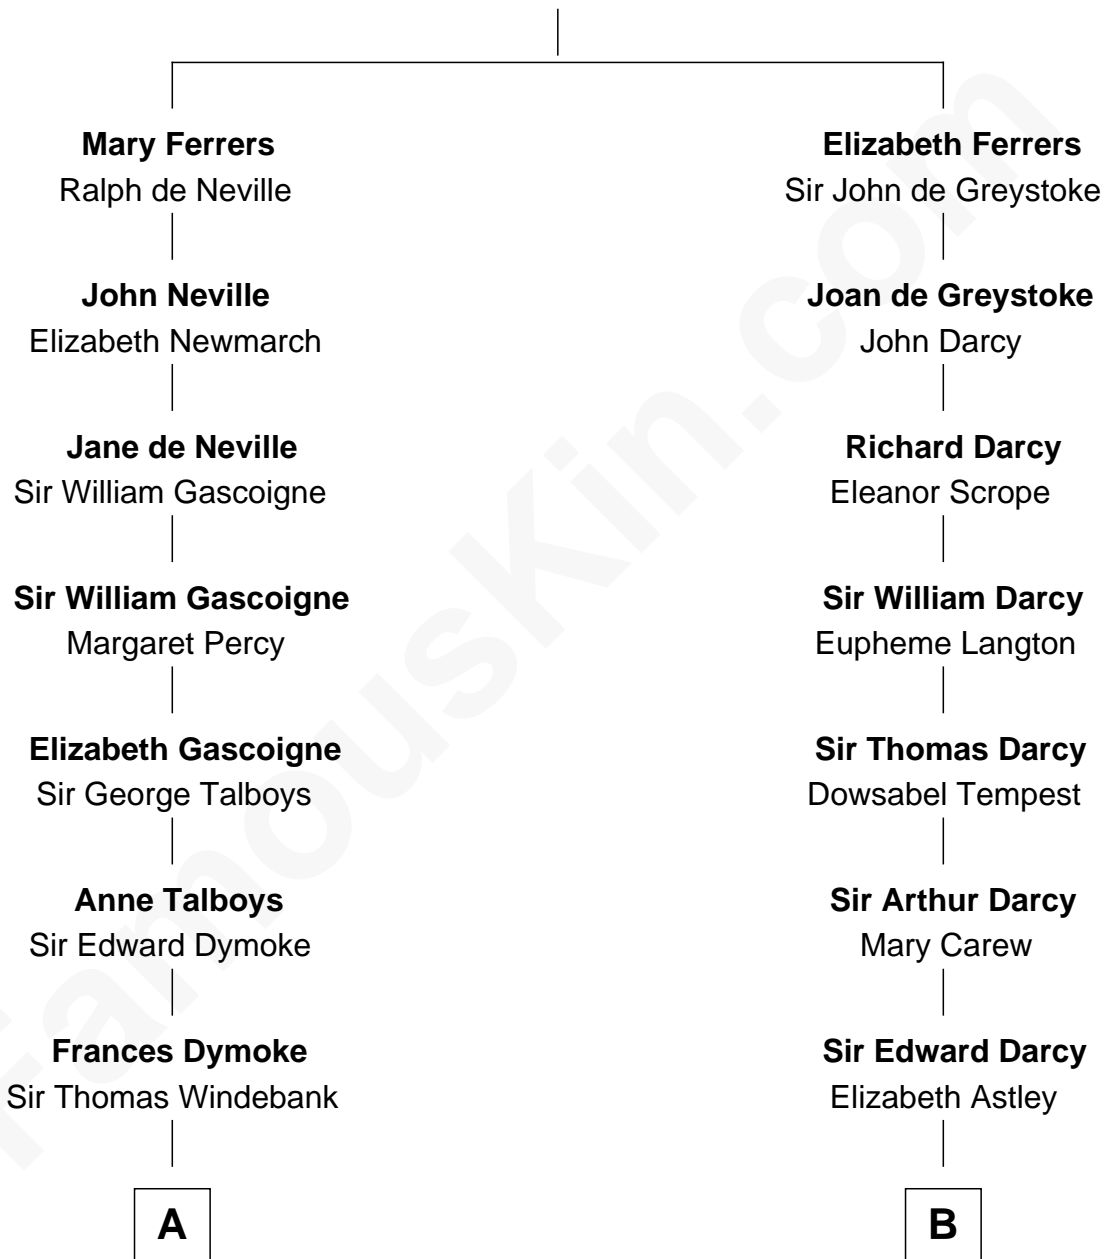 Mary Ferrers
Ralph de Neville
John Neville
Elizabeth Newmarch
Jane de Neville
Sir William Gascoigne
Sir William Gascoigne
Margaret Percy
Elizabeth Gascoigne
Sir George Talboys
Anne Talboys
Sir Edward Dymoke
Frances Dymoke
Sir Thomas Windebank
A
Elizabeth Ferrers
Sir John de Greystoke
Joan de Greystoke
John Darcy
Richard Darcy
Eleanor Scrope
Sir William Darcy
Eupheme Langton
Sir Thomas Darcy
Dowsabel Tempest
Sir Arthur Darcy
Mary Carew
Sir Edward Darcy
Elizabeth Astley
B
FamousKin.com